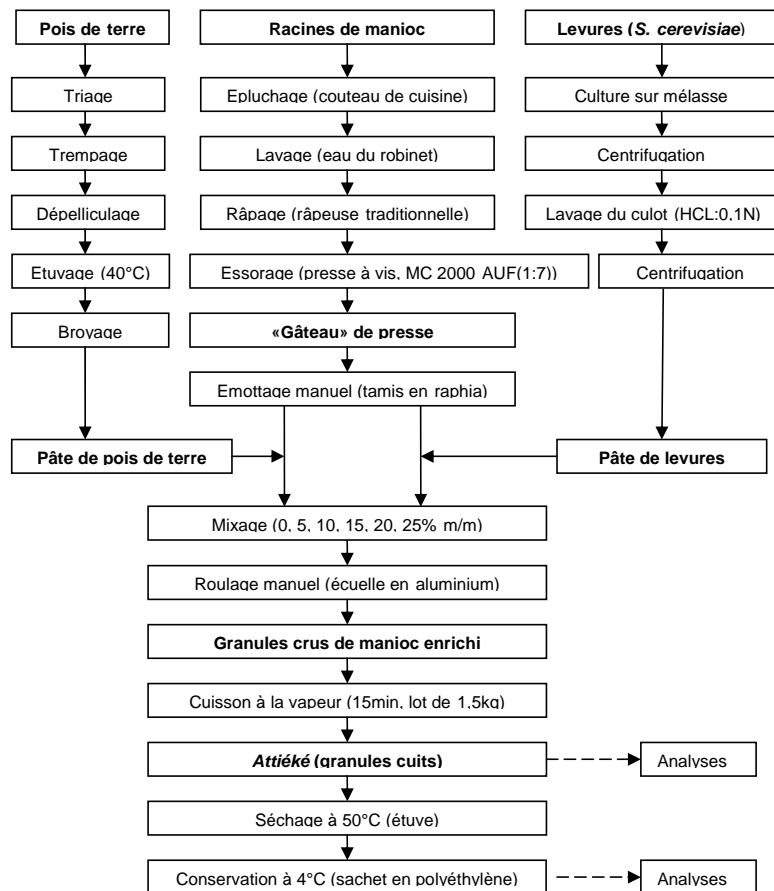 Pois de terre
Triage
Trempage
Dépelliculage
Etuvage (40°C)
Broyage
Pâte de pois de terre
Racines de manioc
Epluchage (couteau de cuisine)
Lavage (eau du robinet)
Râpage (râpeuse traditionnelle)
Essorage (presse à vis, MC 2000 AUF(1:7))
«Gâteau» de presse
Emottage manuel (tamis en raphia)
Levures (S. cerevisiae)
Culture sur mélasse
Centrifugation
Lavage du culot (HCL:0,1N)
Centrifugation
Pâte de levures
Mixage (0, 5, 10, 15, 20, 25% m/m)
Roulage manuel (écuelle en aluminium)
Granules crus de manioc enrichi
Cuisson à la vapeur (15min, lot de 1,5kg)
Attiéké (granules cuits)
Analyses
Séchage à 50°C (étuve)
Conservation à 4°C (sachet en polyéthylène)
Analyses